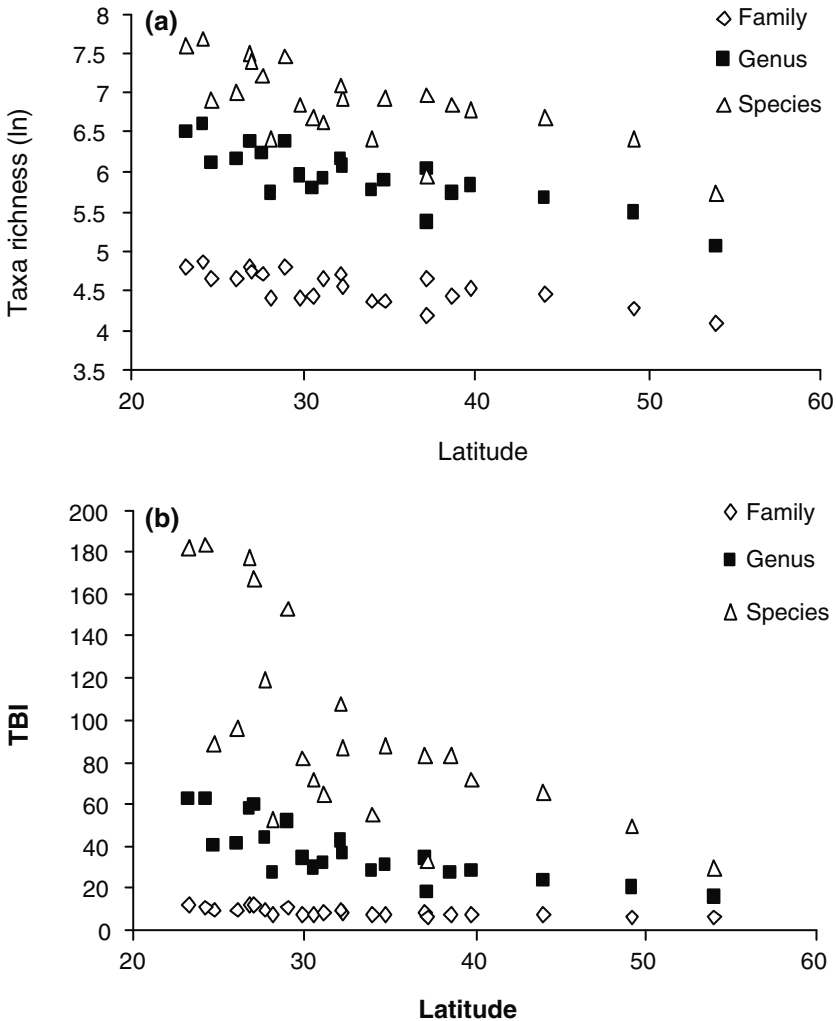 (a)
Family
Genus
Species
Taxa richness (ln)
8
7.5
7
6.5
6
5.5
5
4.5
4
3.5
20 30 40 50 60
Latitude
(b)
Family
Genus
Species
TBI
200
180
160
140
120
100
80
60
40
20
0
20 30 40 50 60
Latitude